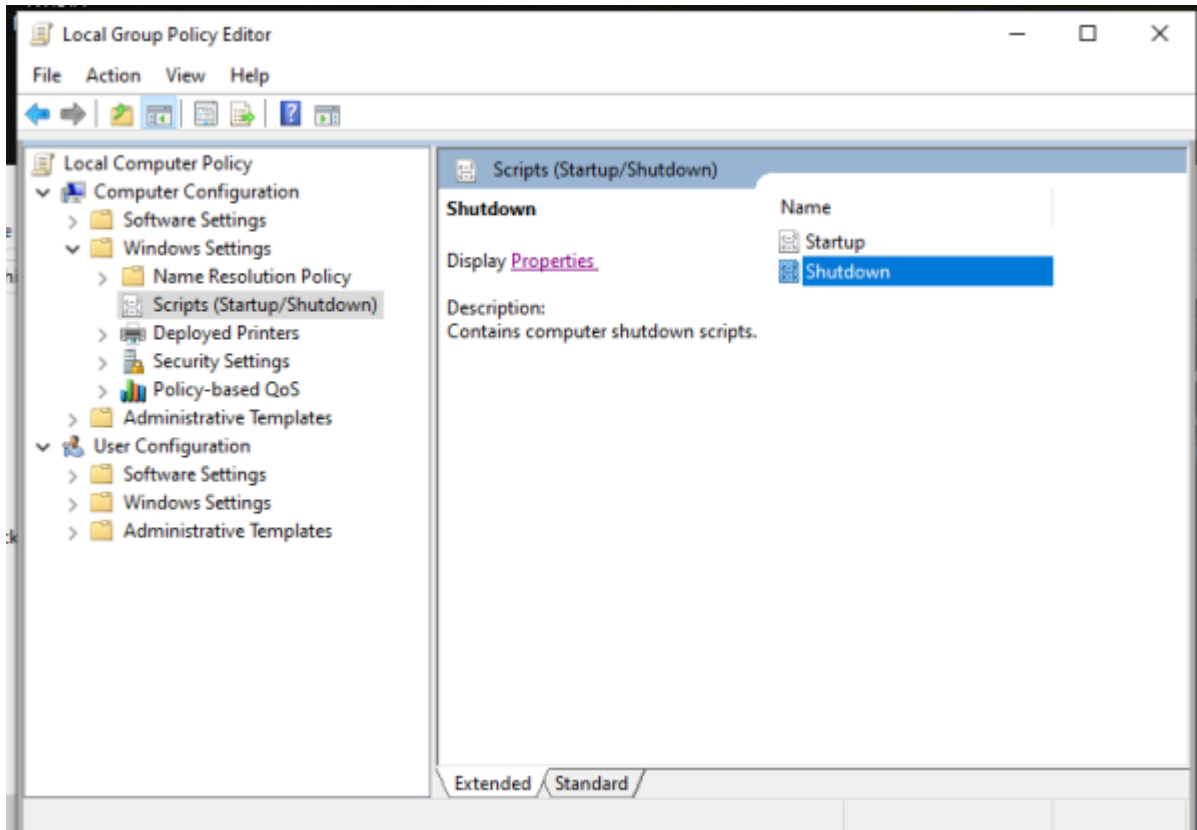 Local Group Policy Editor
File Action View Help
Local Computer Policy
Computer Configuration
Software Settings
Windows Settings
Name Resolution Policy
Scripts (Startup/Shutdown)
Deployed Printers
Security Settings
Policy-based QoS
Administrative Templates
User Configuration
Software Settings
Windows Settings
Administrative Templates
Scripts (Startup/Shutdown)
Shutdown
Display Properties
Description:
Contains computer shutdown scripts.
Name
Startup
Shutdown
Extended Standard